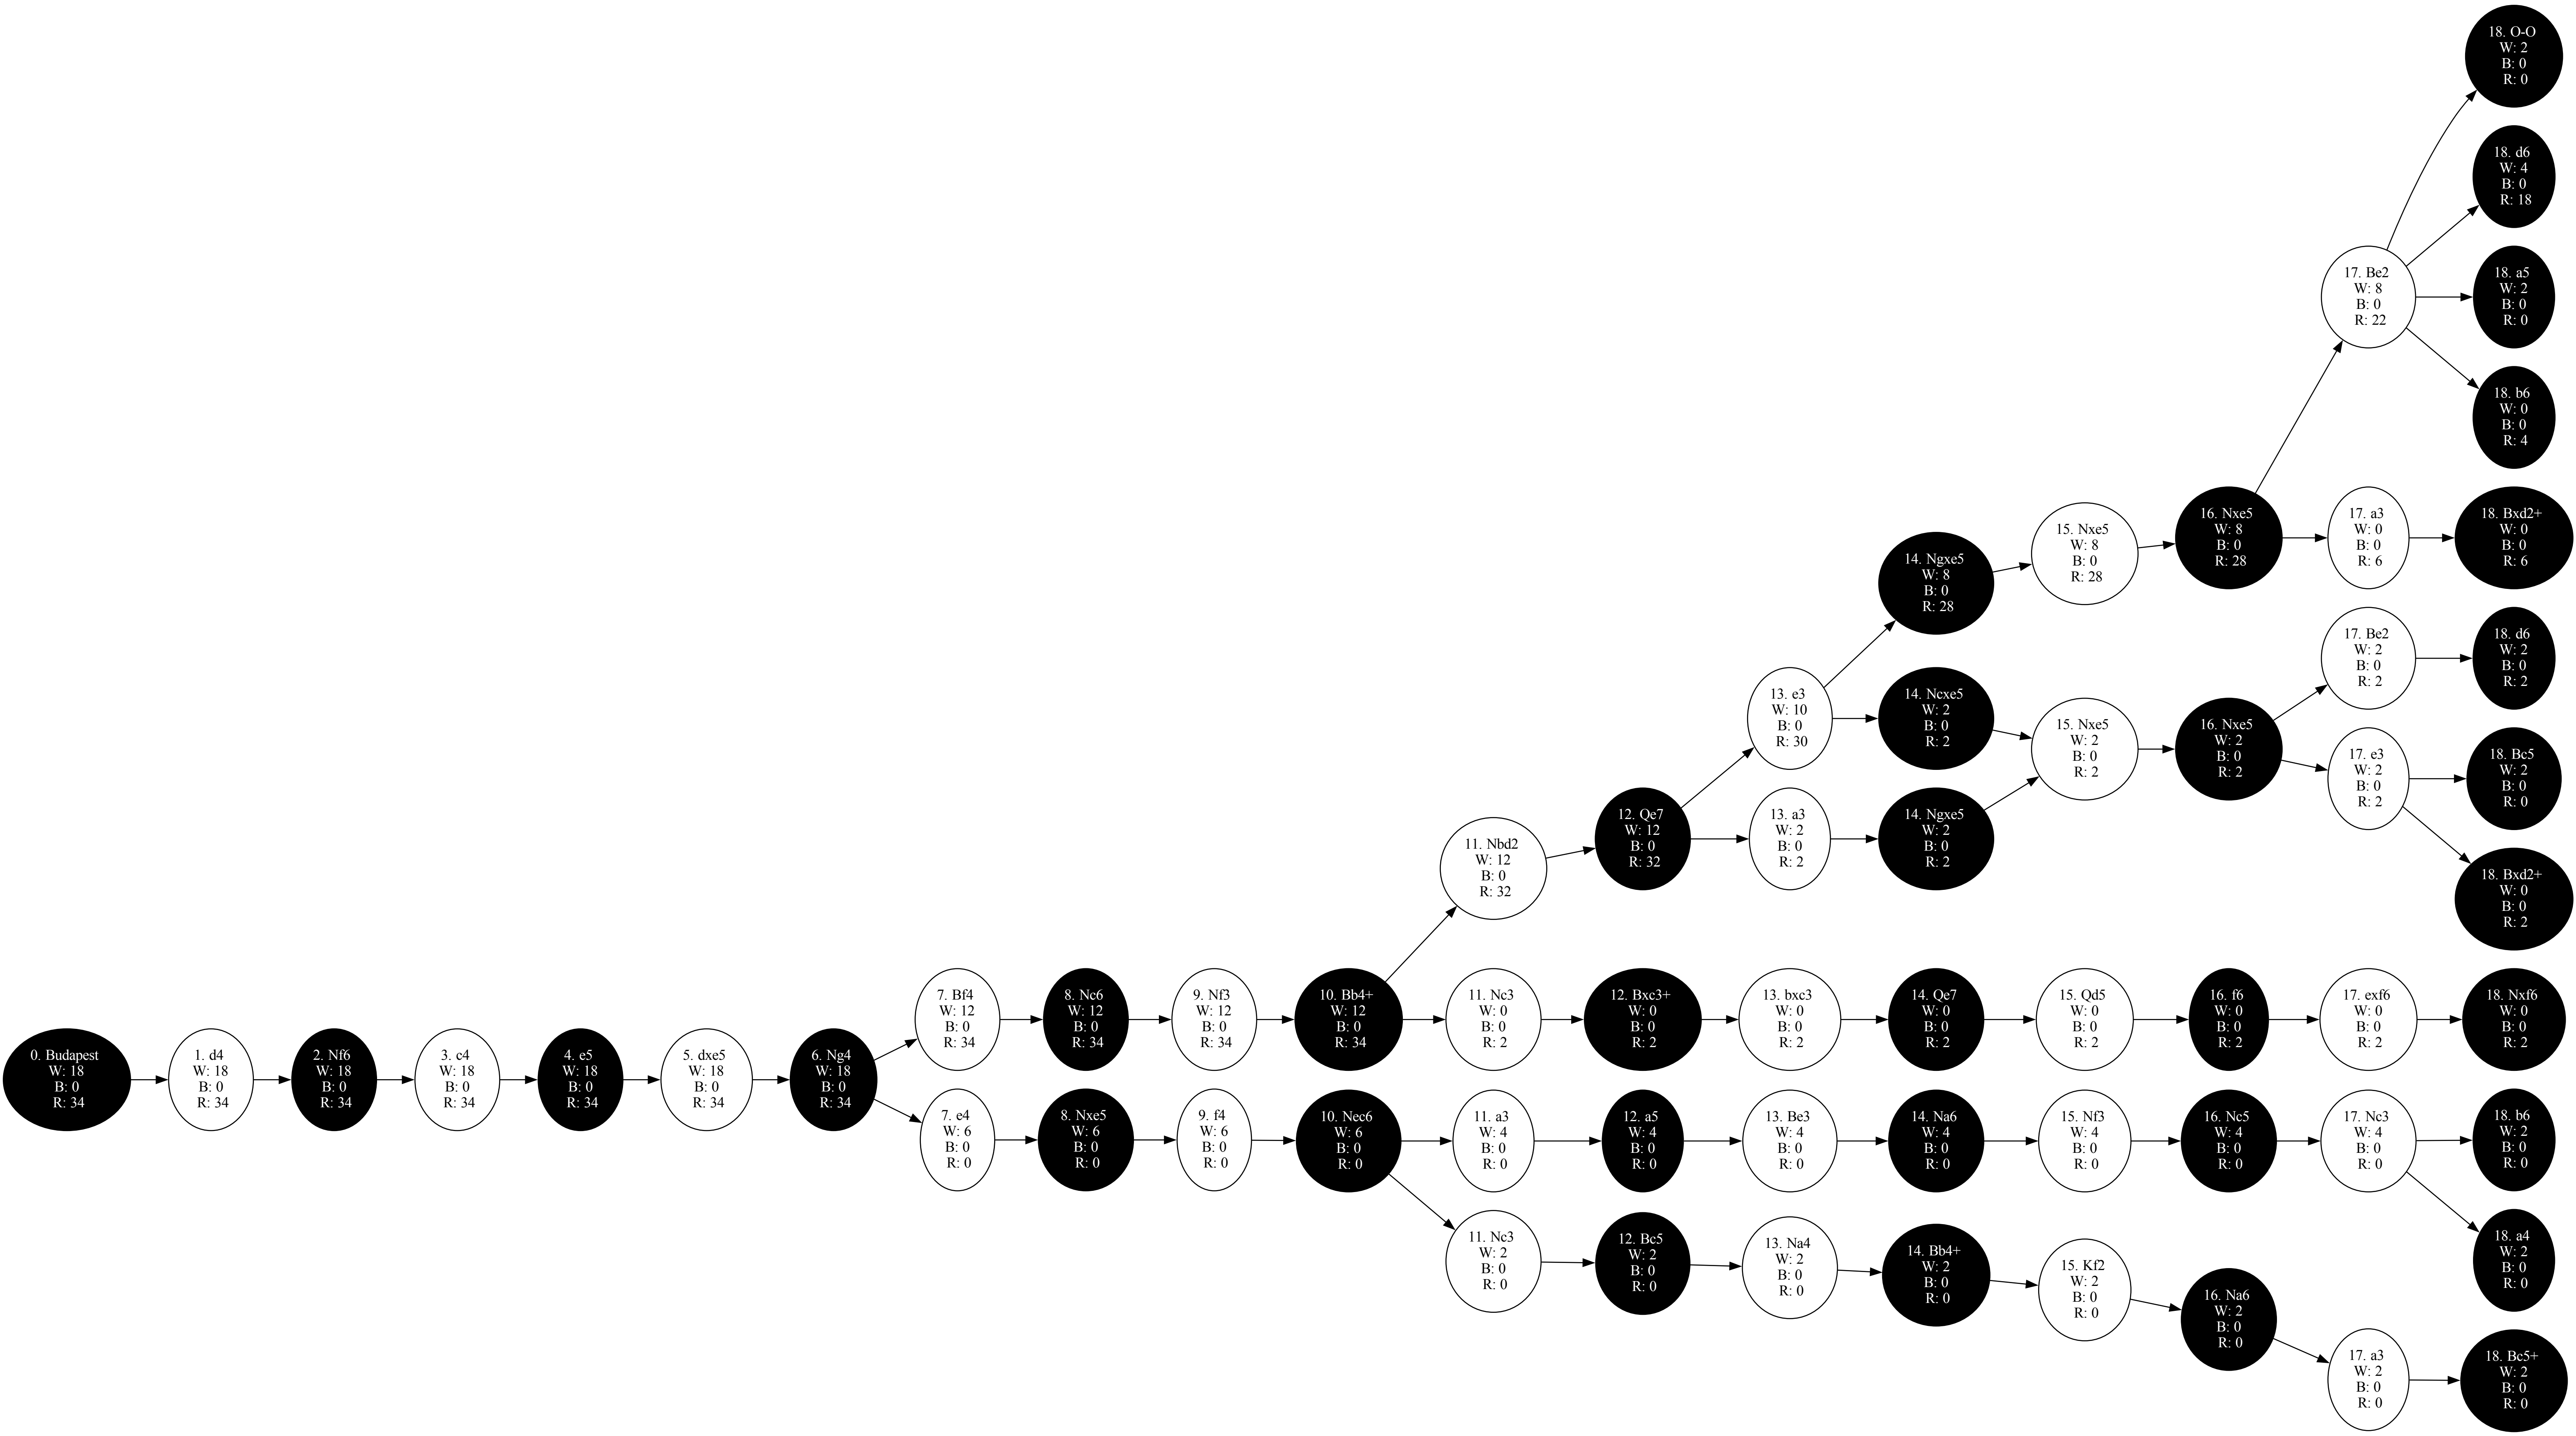 0. Budapest
W: 18
B: 0
R: 34
1. d4
W: 18
B: 0
R: 34
2. Nf6
W: 18
B: 0
R: 34
3. c4
W: 18
B: 0
R: 34
4. e5
W: 18
B: 0
R: 34
5. dxe5
W: 18
B: 0
R: 34
6. Ng4
W: 18
B: 0
R: 34
7. Bf4
W: 12
B: 0
R: 34
7. e4
W: 6
B: 0
R: 0
8. Nc6
W: 12
B: 0
R: 34
8. Nxe5
W: 6
B: 0
R: 0
9. Nf3
W: 12
B: 0
R: 34
9. f4
W: 6
B: 0
R: 0
10. Bb4+
W: 12
B: 0
R: 34
10. Nec6
W: 6
B: 0
R: 0
11. Nbd2
W: 12
B: 0
R: 32
11. Nc3
W: 0
B: 0
R: 2
11. a3
W: 4
B: 0
R: 0
11. Nc3
W: 2
B: 0
R: 0
12. Qe7
W: 12
B: 0
R: 32
12. Bxc3+
W: 0
B: 0
R: 2
12. a5
W: 4
B: 0
R: 0
12. Bc5
W: 2
B: 0
R: 0
13. e3
W: 10
B: 0
R: 30
13. a3
W: 2
B: 0
R: 2
13. bxc3
W: 0
B: 0
R: 2
13. Be3
W: 4
B: 0
R: 0
13. Na4
W: 2
B: 0
R: 0
14. Ngxe5
W: 8
B: 0
R: 28
14. Ncxe5
W: 2
B: 0
R: 2
14. Ngxe5
W: 2
B: 0
R: 2
14. Qe7
W: 0
B: 0
R: 2
14. Na6
W: 4
B: 0
R: 0
14. Bb4+
W: 2
B: 0
R: 0
15. Nxe5
W: 8
B: 0
R: 28
15. Nxe5
W: 2
B: 0
R: 2
15. Qd5
W: 0
B: 0
R: 2
15. Nf3
W: 4
B: 0
R: 0
15. Kf2
W: 2
B: 0
R: 0
16. Nxe5
W: 8
B: 0
R: 28
16. Nxe5
W: 2
B: 0
R: 2
16. f6
W: 0
B: 0
R: 2
16. Nc5
W: 4
B: 0
R: 0
16. Na6
W: 2
B: 0
R: 0
17. Be2
W: 8
B: 0
R: 22
17. a3
W: 0
B: 0
R: 6
17. Be2
W: 2
B: 0
R: 2
17. e3
W: 2
B: 0
R: 2
17. exf6
W: 0
B: 0
R: 2
17. Nc3
W: 4
B: 0
R: 0
17. a3
W: 2
B: 0
R: 0
18. O-O
W: 2
B: 0
R: 0
18. d6
W: 4
B: 0
R: 18
18. a5
W: 2
B: 0
R: 0
18. b6
W: 0
B: 0
R: 4
18. Bxd2+
W: 0
B: 0
R: 6
18. d6
W: 2
B: 0
R: 2
18. Bc5
W: 2
B: 0
R: 0
18. Bxd2+
W: 0
B: 0
R: 2
18. Nxf6
W: 0
B: 0
R: 2
18. b6
W: 2
B: 0
R: 0
18. a4
W: 2
B: 0
R: 0
18. Bc5+
W: 2
B: 0
R: 0